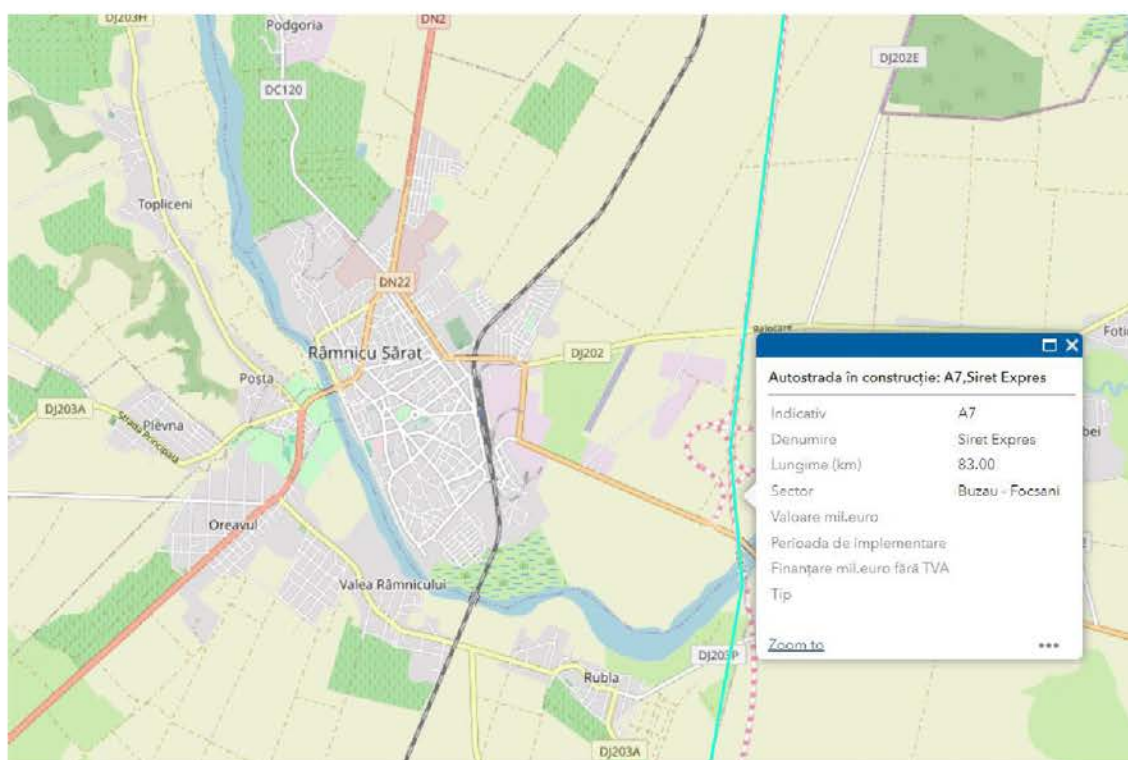 DJ203H
Podgoria
DN2
DJ202E
DC120
Topliceni
DN22
Râmnicu Sărat
DJ202
Poșta
DJ203A
Plevna
Strada Principală
Oreavul
Valea Râmnicului
Rubla
DJ203P
DJ203A
Autostrada în construcție: A7,Siret Expres
Indicativ A7
Denumire Siret Expres
Lungime (km) 83.00
Sector Buzau - Focsani
Valoare mil.euro
Perioada de implementare
Finanțare mil.euro fără TVA
Tip
Zoom to